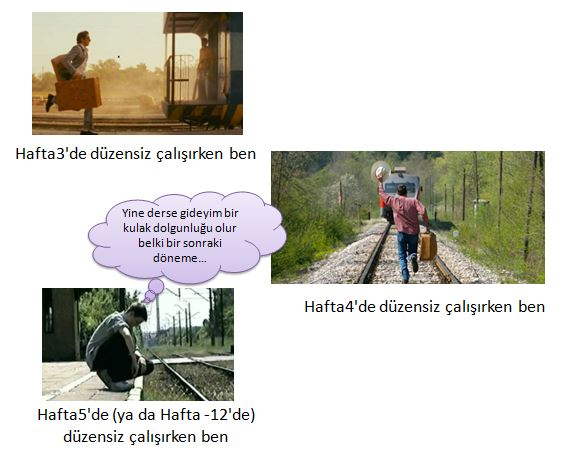 Hafta3'de düzensiz çalışırken ben
Yine derse gideyim bir
kulak dolgunluğu olur
belki bir sonraki
döneme...
Hafta4'de düzensiz çalışırken ben
Hafta5'de (ya da Hafta -12'de)
düzensiz çalışırken ben